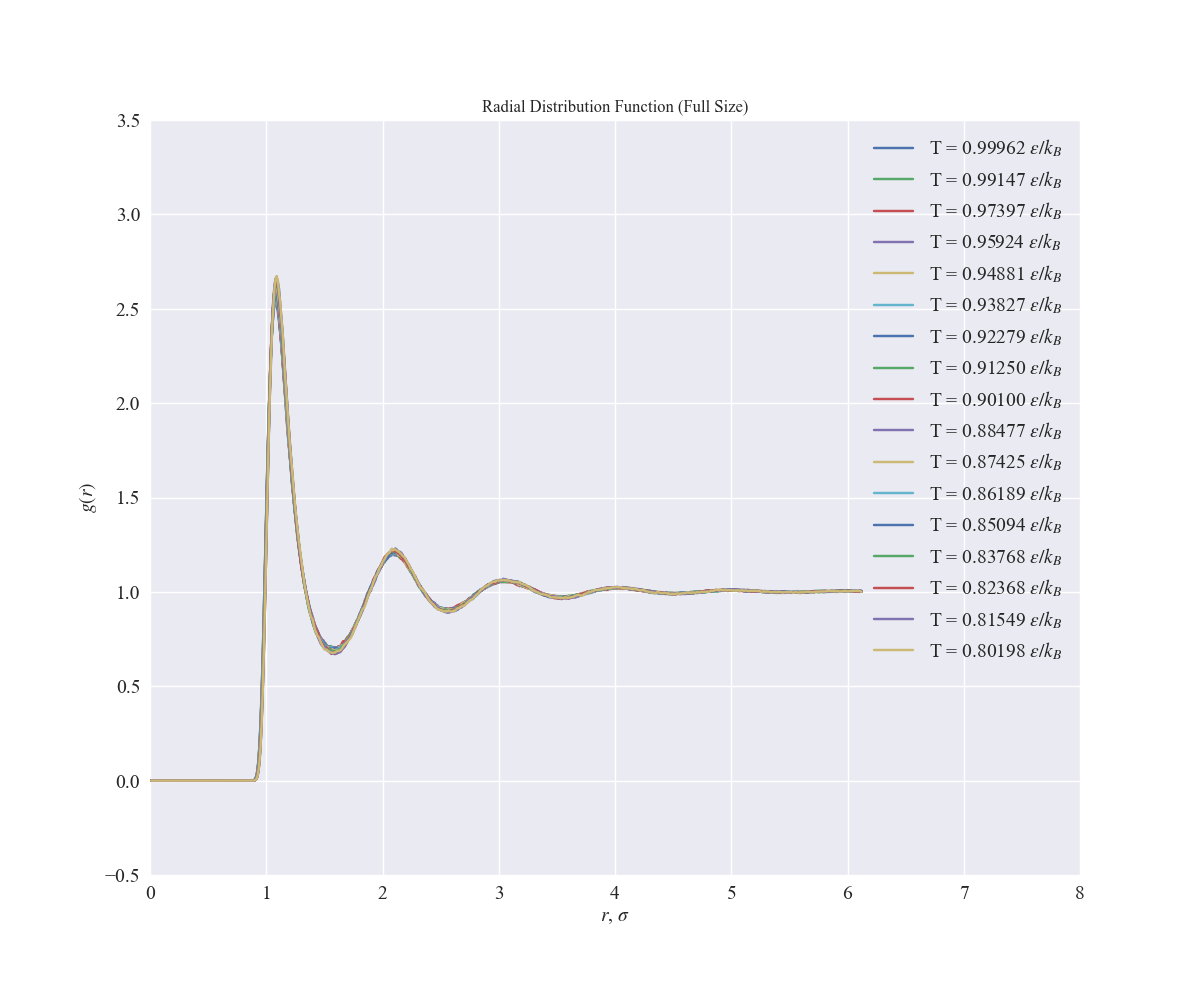 Radial Distribution Function (Full Size)
3.5
3.0
2.5
2.0
1.5
1.0
0.5
0.0
−0.5
g(r)
T = 0.99962 ε/k_B
T = 0.99147 ε/k_B
T = 0.97397 ε/k_B
T = 0.95924 ε/k_B
T = 0.94881 ε/k_B
T = 0.93827 ε/k_B
T = 0.92279 ε/k_B
T = 0.91250 ε/k_B
T = 0.90100 ε/k_B
T = 0.88477 ε/k_B
T = 0.87425 ε/k_B
T = 0.86189 ε/k_B
T = 0.85094 ε/k_B
T = 0.83768 ε/k_B
T = 0.82368 ε/k_B
T = 0.81549 ε/k_B
T = 0.80198 ε/k_B
0 1 2 3 4 5 6 7 8
r, σ